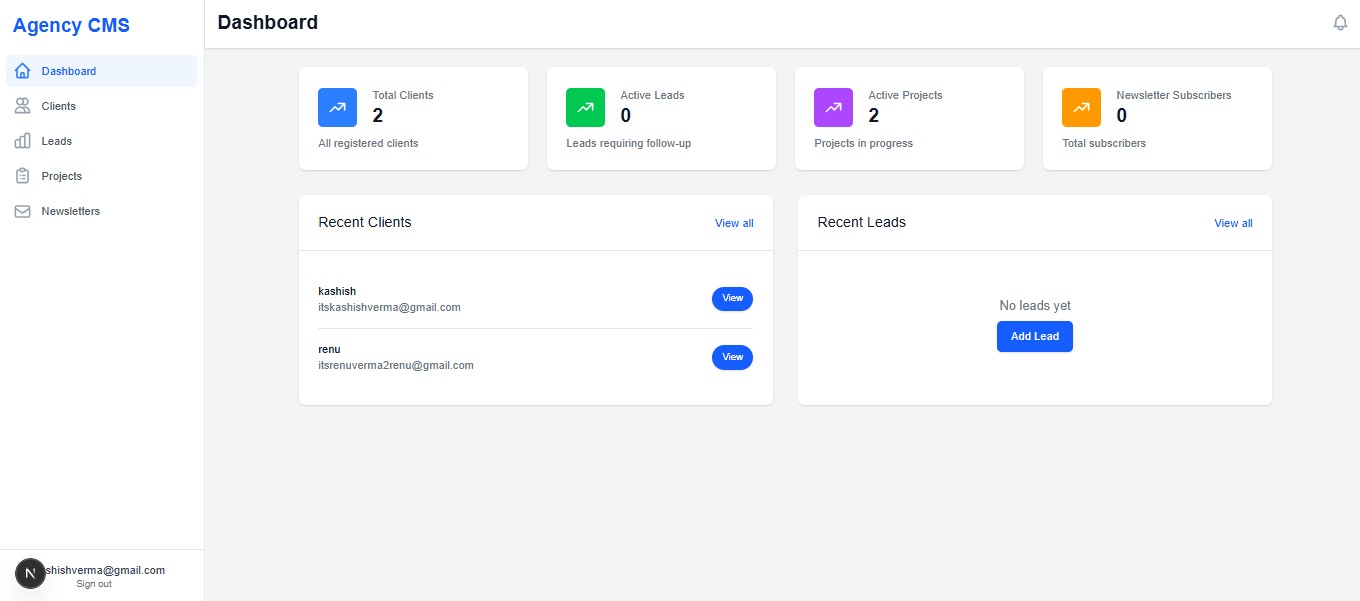 Agency CMS
Dashboard
Clients
Leads
Projects
Newsletters
N
shishverma@gmail.com
Sign out
Dashboard
Total Clients
2
All registered clients
Active Leads
0
Leads requiring follow-up
Active Projects
2
Projects in progress
Newsletter Subscribers
0
Total subscribers
Recent Clients
View all
kashish
itskashishverma@gmail.com
View
renu
itsrenuverma2renu@gmail.com
View
Recent Leads
View all
No leads yet
Add Lead